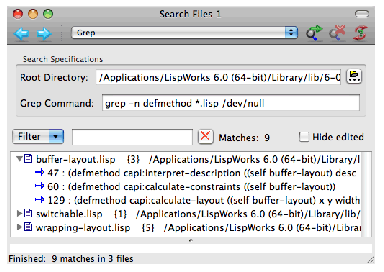 Search Files 1
Grep
Search Specifications
Root Directory: /Applications/LispWorks 6.0 (64-bit)/Library/lib/6-0
Grep Command: grep -n defmethod *.lisp /dev/null
Filter Matches: 9 Hide edited
buffer-layout.lisp {3} /Applications/LispWorks 6.0 (64-bit)/Library/l
47 : (defmethod capi:interpret-description ((self buffer-layout) desc
60 : (defmethod capi:calculate-constraints ((self buffer-layout))
129 : (defmethod capi:calculate-layout ((self buffer-layout) x y width
switchable.lisp {1} /Applications/LispWorks 6.0 (64-bit)/Library/
wrapping-layout.lisp {5} /Applications/LispWorks 6.0 (64-bit)/Librar
Finished: 9 matches in 3 files